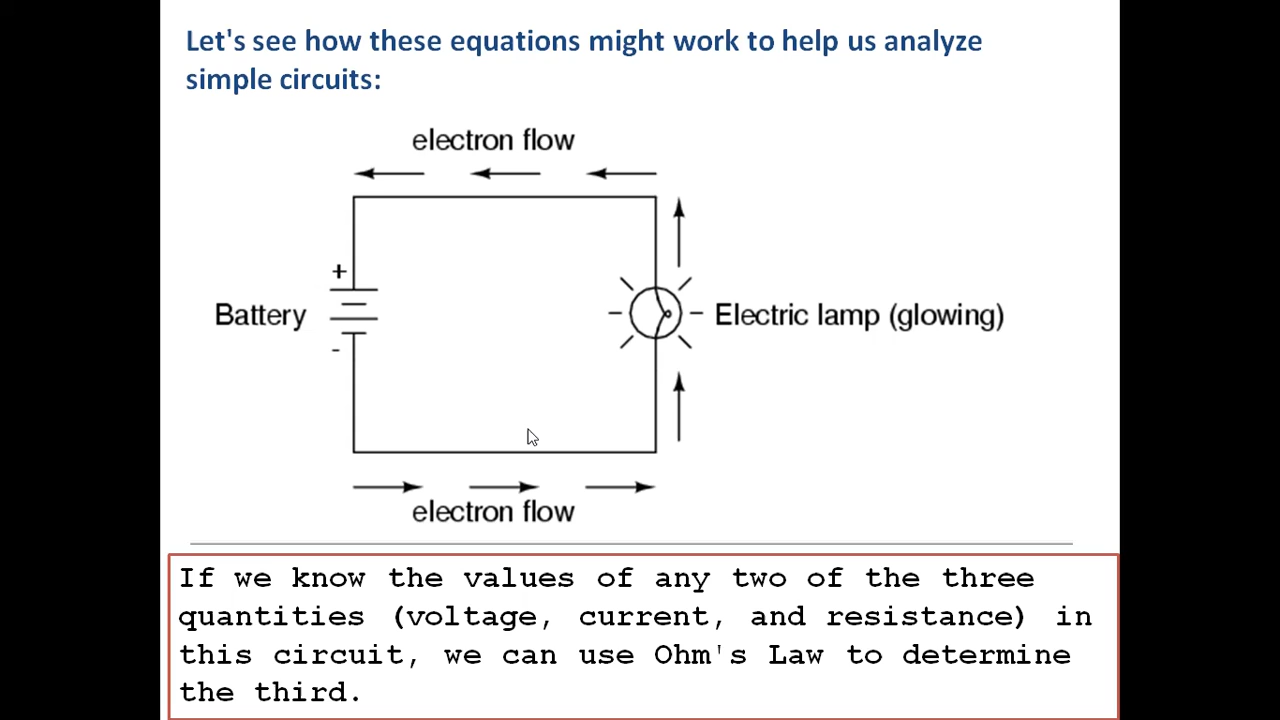 Let's see how these equations might work to help us analyze
simple circuits:
electron flow
+
Battery
-
Electric lamp (glowing)
electron flow
If we know the values of any two of the three
quantities (voltage, current, and resistance) in
this circuit, we can use Ohm's Law to determine
the third.